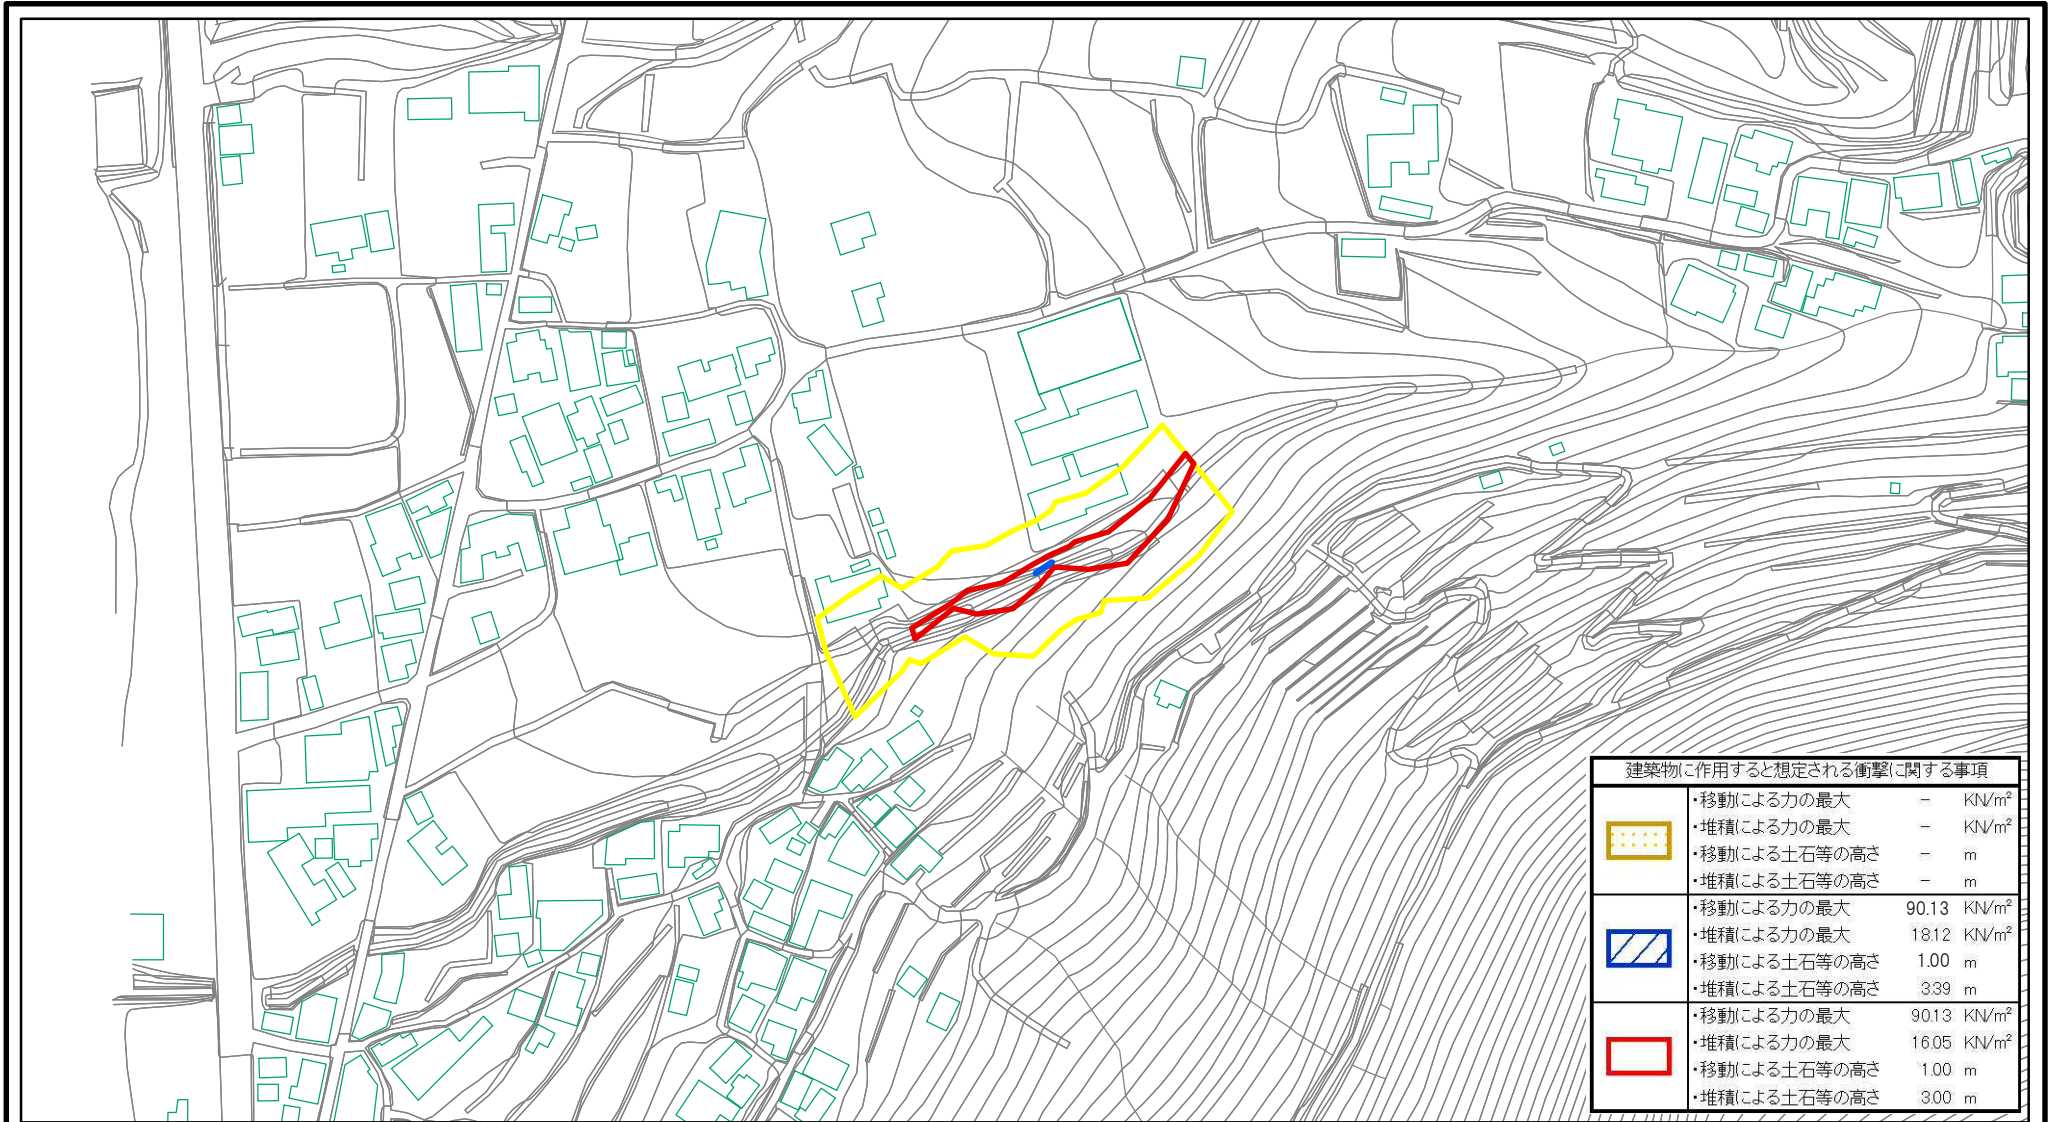 建築物に作用すると想定される衝撃に関する事項
・移動による力の最大 - KN/m²
・堆積による力の最大 - KN/m²
・移動による土石等の高さ - m
・堆積による土石等の高さ - m
・移動による力の最大 90.13 KN/m²
・堆積による力の最大 18.12 KN/m²
・移動による土石等の高さ 1.00 m
・堆積による土石等の高さ 3.39 m
・移動による力の最大 90.13 KN/m²
・堆積による力の最大 16.05 KN/m²
・移動による土石等の高さ 1.00 m
・堆積による土石等の高さ 3.00 m